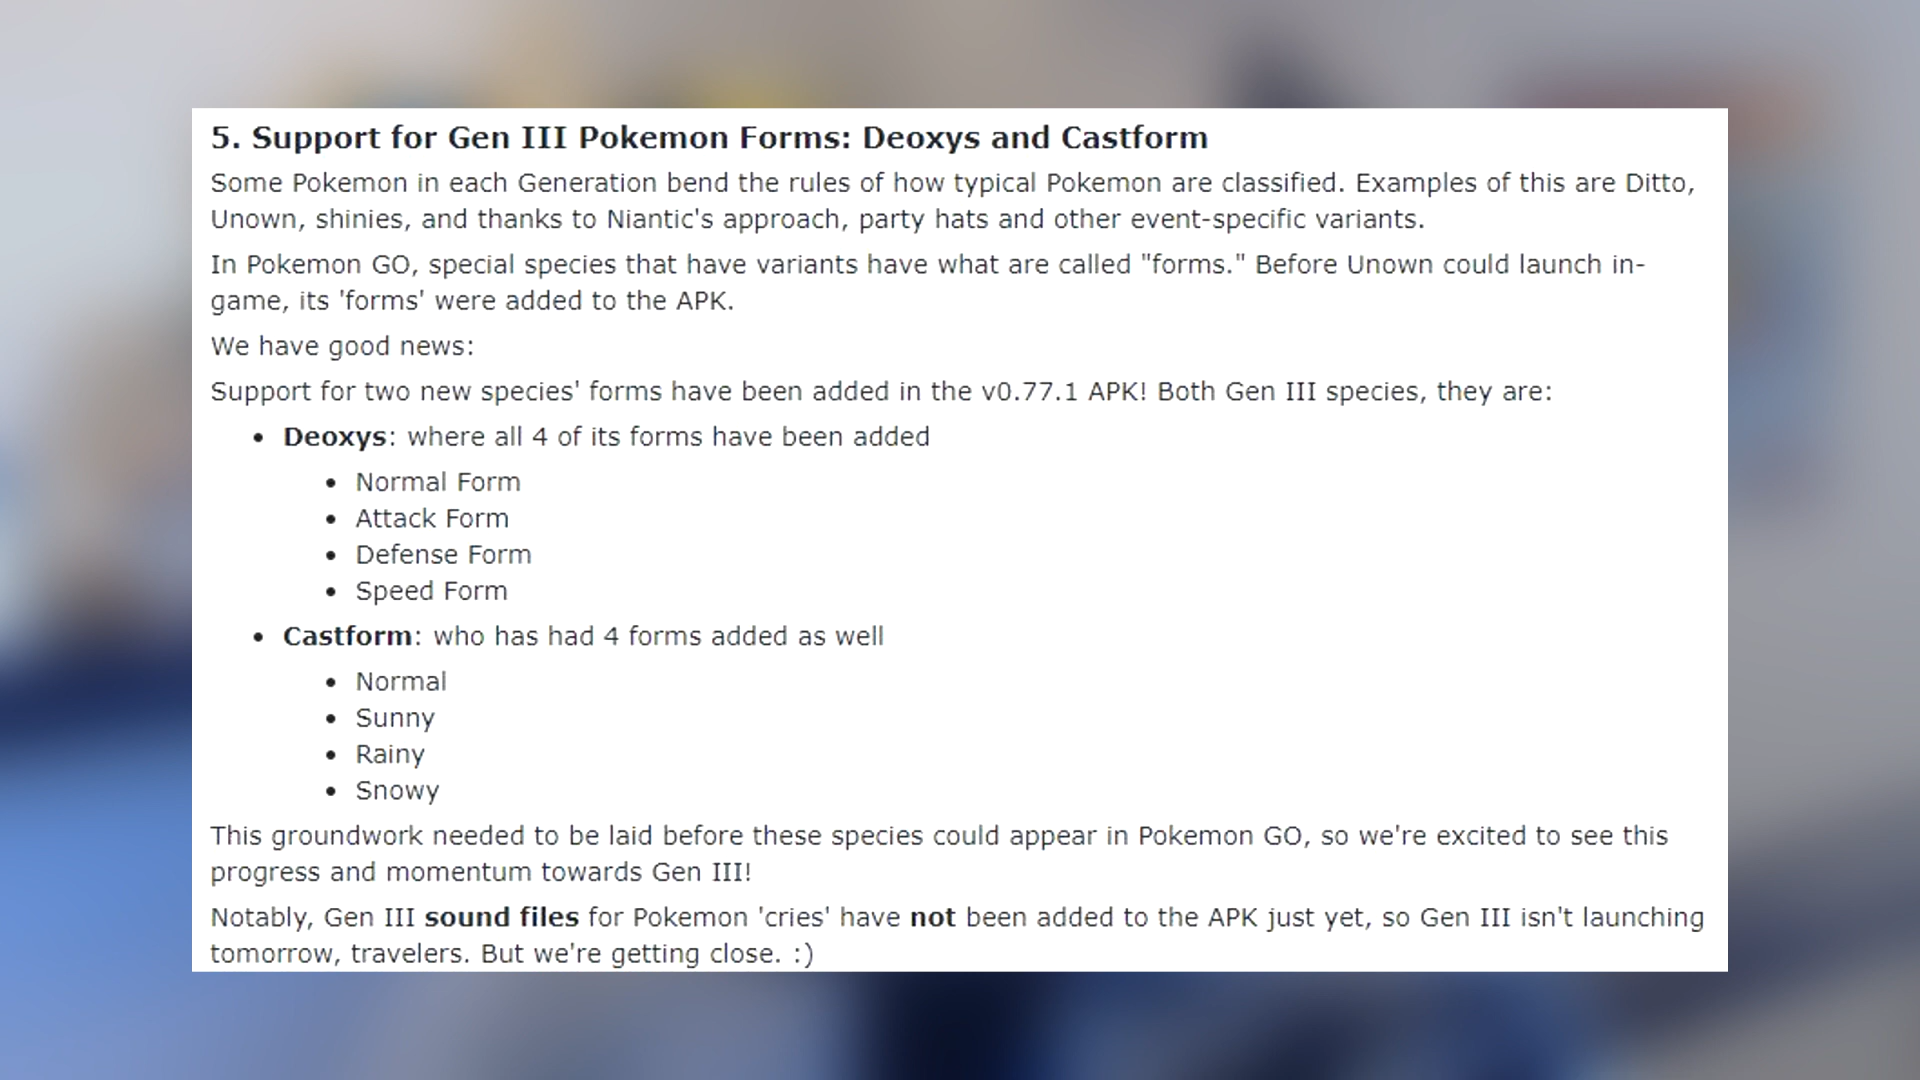 5. Support for Gen III Pokemon Forms: Deoxys and Castform
Some Pokemon in each Generation bend the rules of how typical Pokemon are classified. Examples of this are Ditto,
Unown, shinies, and thanks to Niantic's approach, party hats and other event-specific variants.
In Pokemon GO, special species that have variants have what are called "forms." Before Unown could launch in-
game, its 'forms' were added to the APK.
We have good news:
Support for two new species' forms have been added in the v0.77.1 APK! Both Gen III species, they are:
• Deoxys: where all 4 of its forms have been added
• Normal Form
• Attack Form
• Defense Form
• Speed Form
• Castform: who has had 4 forms added as well
• Normal
• Sunny
• Rainy
• Snowy
This groundwork needed to be laid before these species could appear in Pokemon GO, so we're excited to see this
progress and momentum towards Gen III!
Notably, Gen III sound files for Pokemon 'cries' have not been added to the APK just yet, so Gen III isn't launching
tomorrow, travelers. But we're getting close. :)